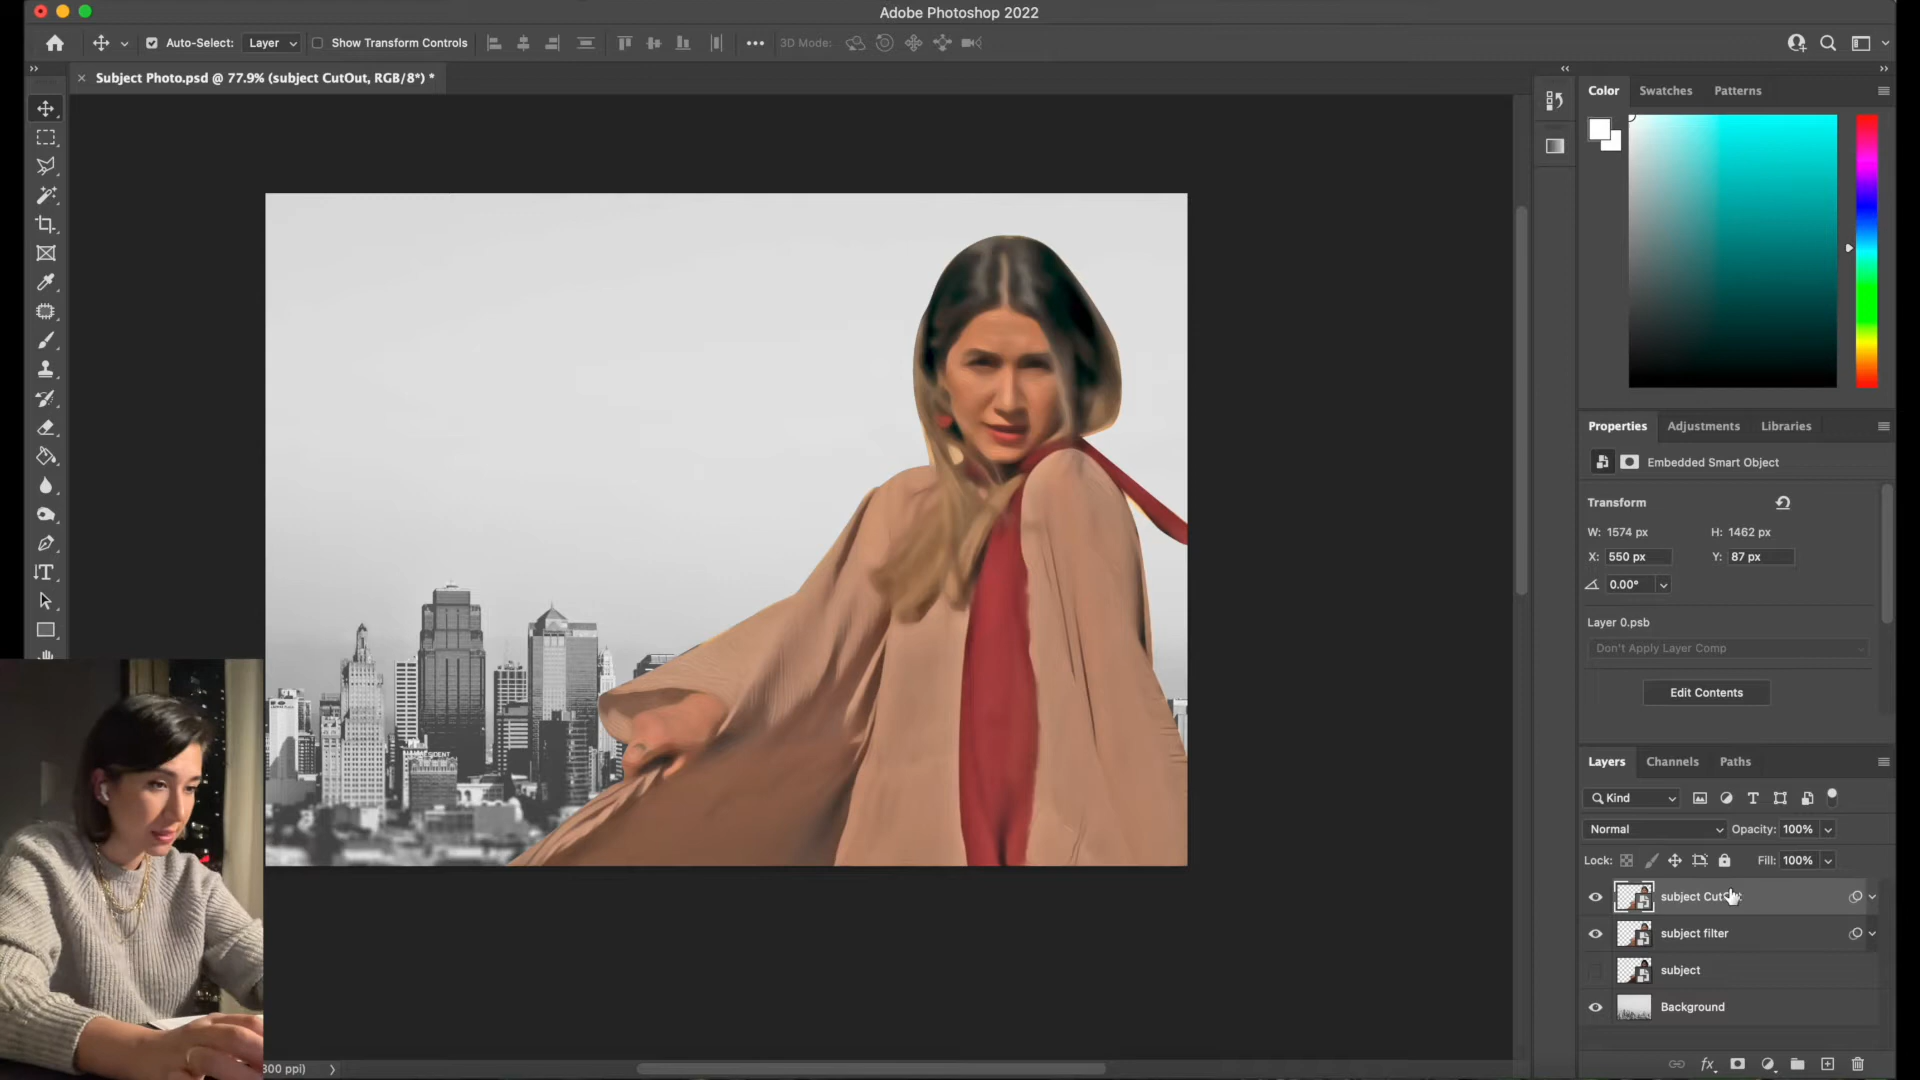 Adobe Photoshop 2022
Auto-Select: Layer Show Transform Controls 3D Mode:
Subject Photo.psd @ 77.9% (subject CutOut, RGB/8*) *
Color Swatches Patterns
Properties Adjustments Libraries
Embedded Smart Object
Transform
W: 1574 px H: 1462 px
X: 550 px Y: 87 px
0.00°
Layer 0.psb
Don't Apply Layer Comp
Edit Contents
Layers Channels Paths
Kind
Normal Opacity: 100%
Lock: Fill: 100%
subject
subject filter
subject
Background
fx
300 ppi)